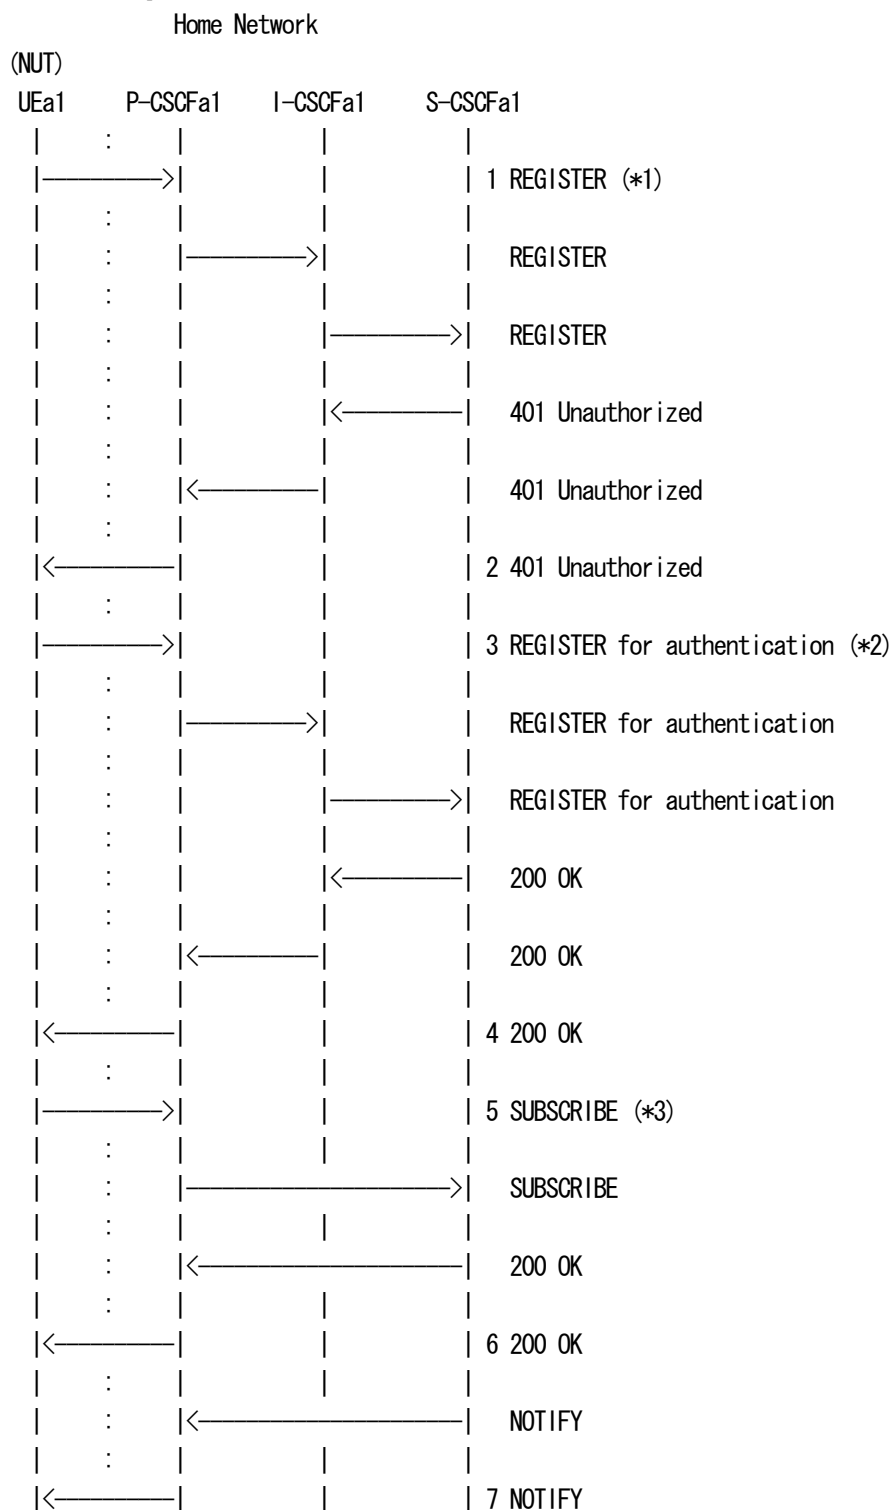 Home Network
(NUT)
UEa1 P-CSCFa1 I-CSCFa1 S-CSCFa1
1 REGISTER (*1)
REGISTER
REGISTER
401 Unauthorized
401 Unauthorized
2 401 Unauthorized
3 REGISTER for authentication (*2)
REGISTER for authentication
REGISTER for authentication
200 OK
200 OK
4 200 OK
5 SUBSCRIBE (*3)
SUBSCRIBE
200 OK
6 200 OK
NOTIFY
7 NOTIFY